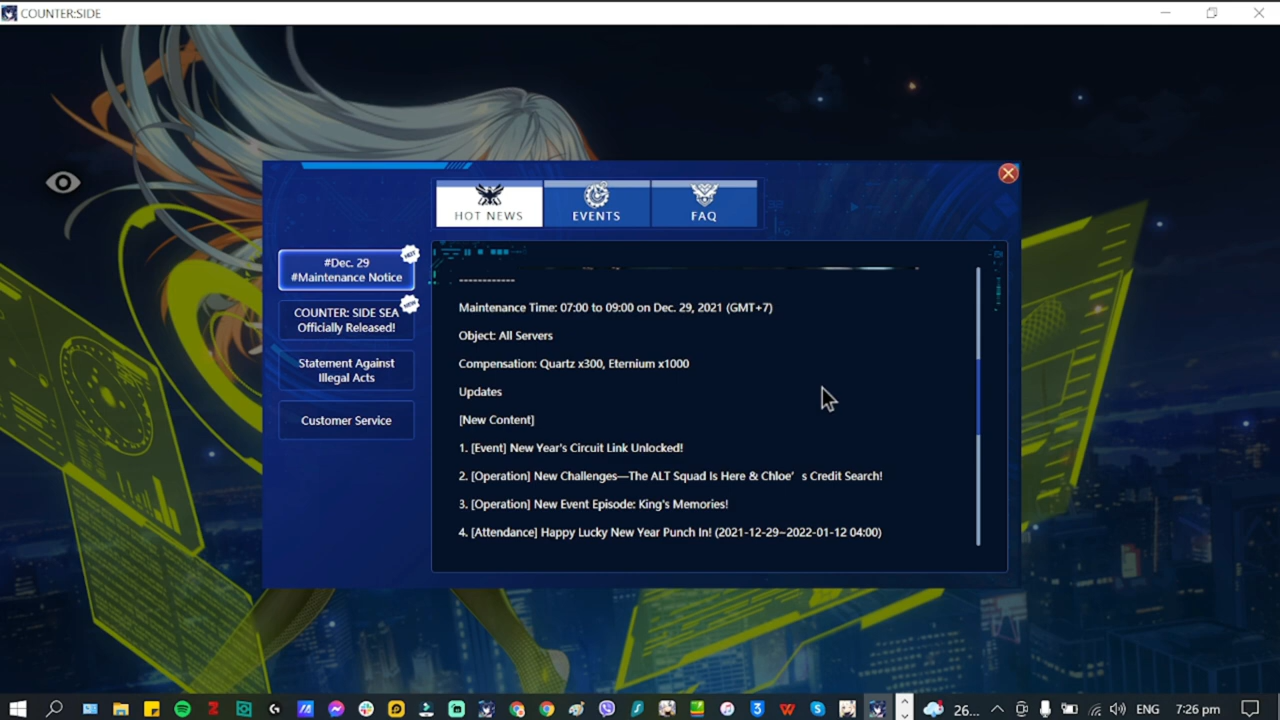 COUNTER:SIDE
HOT NEWS
EVENTS
FAQ
HOT
#Dec. 29
#Maintenance Notice
NEW
COUNTER: SIDE SEA
Officially Released!
Statement Against
Illegal Acts
Customer Service
------------
Maintenance Time: 07:00 to 09:00 on Dec. 29, 2021 (GMT+7)
Object: All Servers
Compensation: Quartz x300, Eternium x1000
Updates
[New Content]
1. [Event] New Year's Circuit Link Unlocked!
2. [Operation] New Challenges—The ALT Squad Is Here & Chloe’s Credit Search!
3. [Operation] New Event Episode: King's Memories!
4. [Attendance] Happy Lucky New Year Punch In! (2021-12-29~2022-01-12 04:00)
26...
ENG
7:26 pm